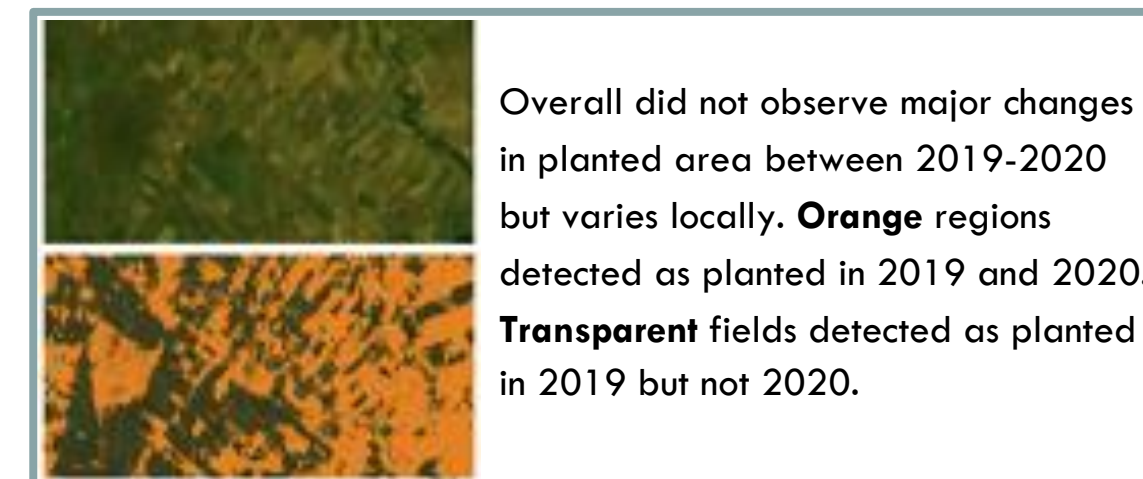 Overall did not observe major changes
in planted area between 2019-2020
but varies locally. Orange regions
detected as planted in 2019 and 2020.
Transparent fields detected as planted
in 2019 but not 2020.